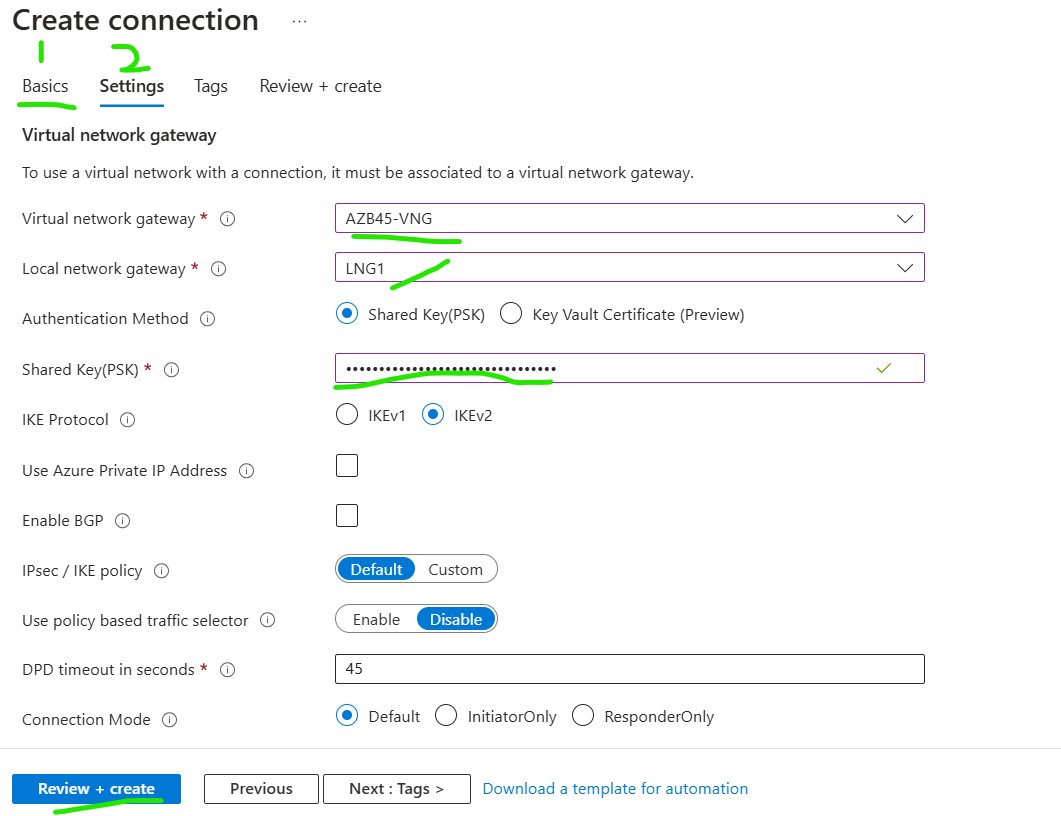 Create connection ...
1 2
Basics Settings Tags Review + create
Virtual network gateway
To use a virtual network with a connection, it must be associated to a virtual network gateway.
Virtual network gateway * AZB45-VNG
Local network gateway * LNG1
Authentication Method Shared Key(PSK) Key Vault Certificate (Preview)
Shared Key(PSK) * ••••••••••••••••••••••••••••••••
IKE Protocol IKEv1 IKEv2
Use Azure Private IP Address
Enable BGP
IPsec / IKE policy Default Custom
Use policy based traffic selector Enable Disable
DPD timeout in seconds * 45
Connection Mode Default InitiatorOnly ResponderOnly
Review + create Previous Next : Tags > Download a template for automation